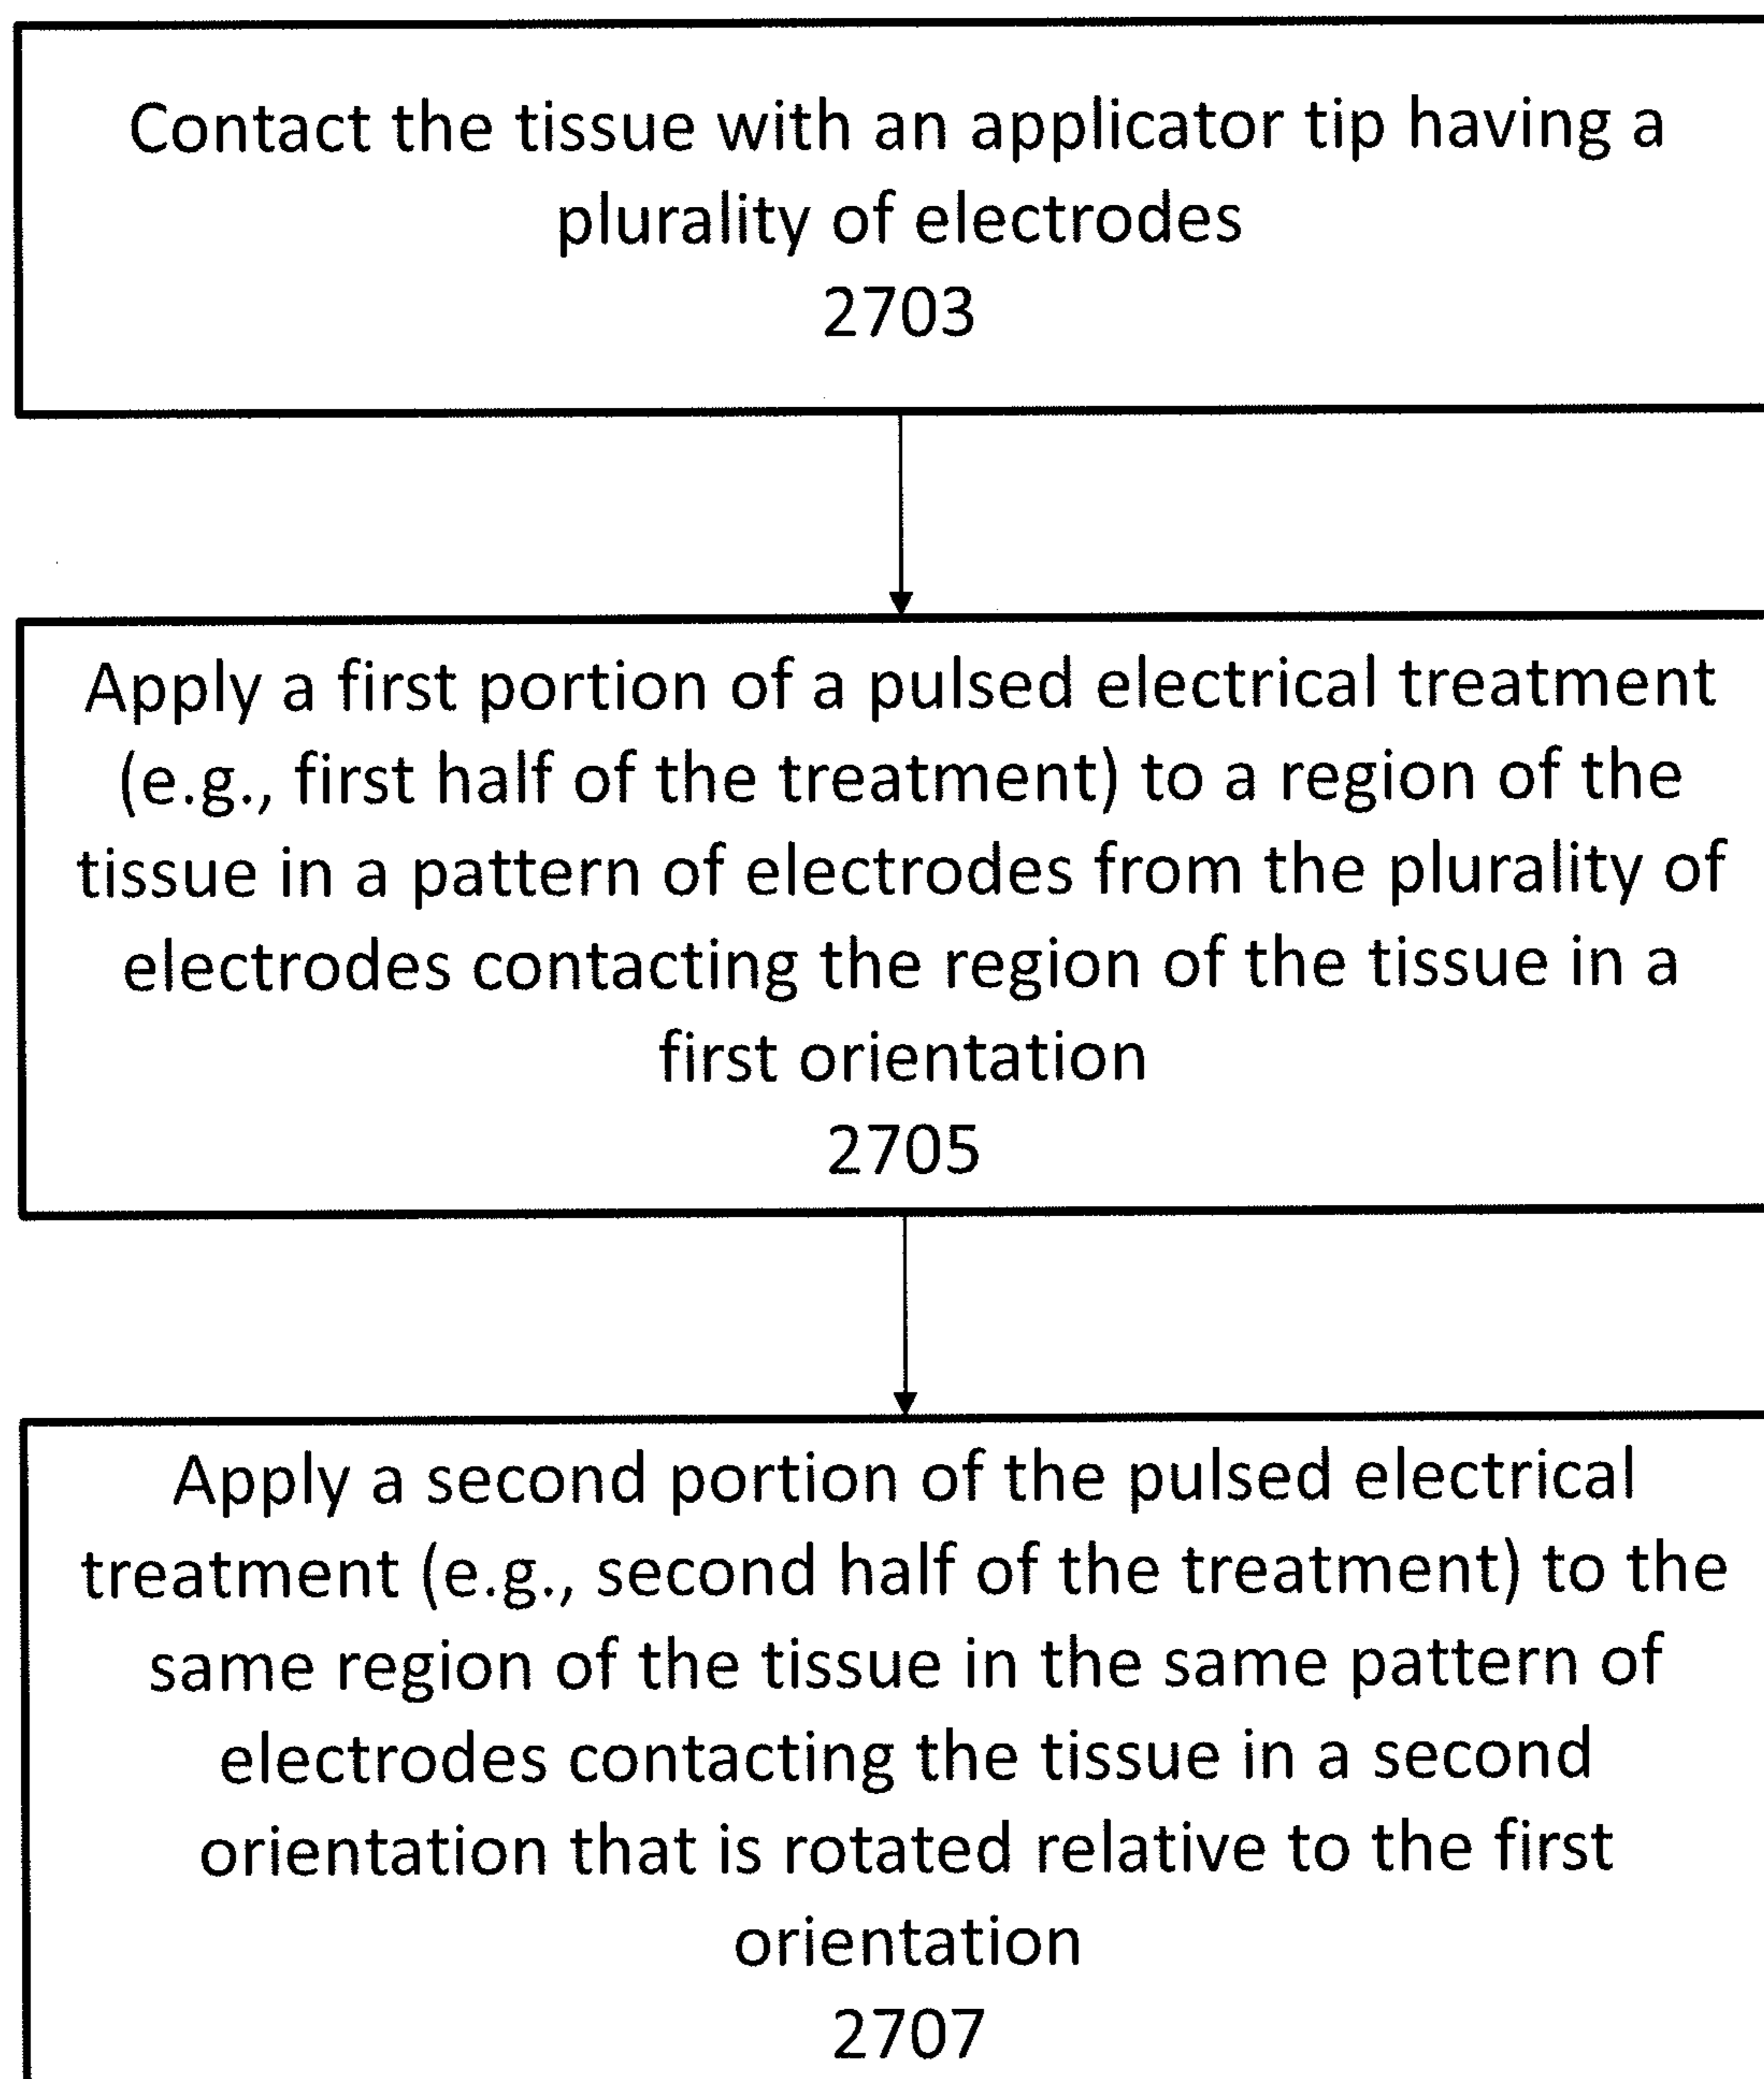 Contact the tissue with an applicator tip having a
plurality of electrodes
2703
Apply a first portion of a pulsed electrical treatment
(e.g., first half of the treatment) to a region of the
tissue in a pattern of electrodes from the plurality of
electrodes contacting the region of the tissue in a
first orientation
2705
Apply a second portion of the pulsed electrical
treatment (e.g., second half of the treatment) to the
same region of the tissue in the same pattern of
electrodes contacting the tissue in a second
orientation that is rotated relative to the first
orientation
2707